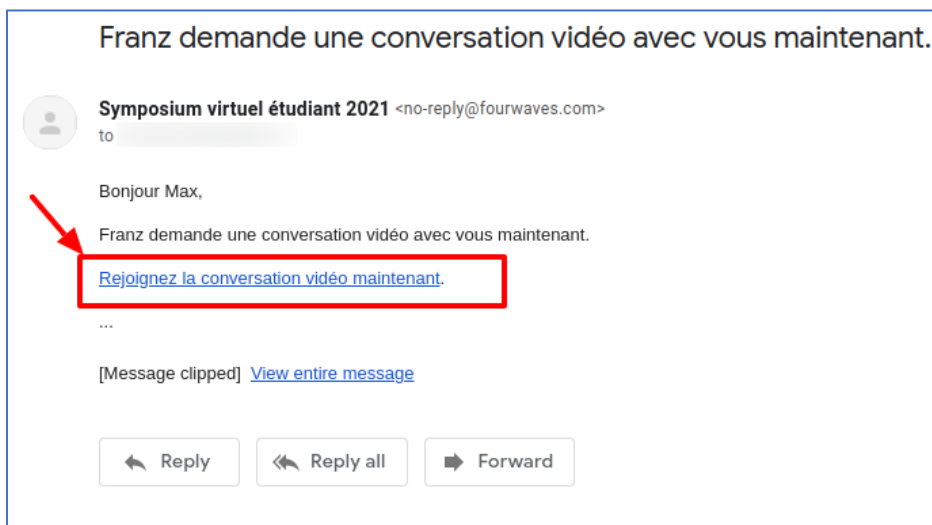 Franz demande une conversation vidéo avec vous maintenant.
Symposium virtuel étudiant 2021 <no-reply@fourwaves.com>
to
Bonjour Max,
Franz demande une conversation vidéo avec vous maintenant.
Rejoignez la conversation vidéo maintenant.
...
[Message clipped] View entire message
Reply Reply all Forward